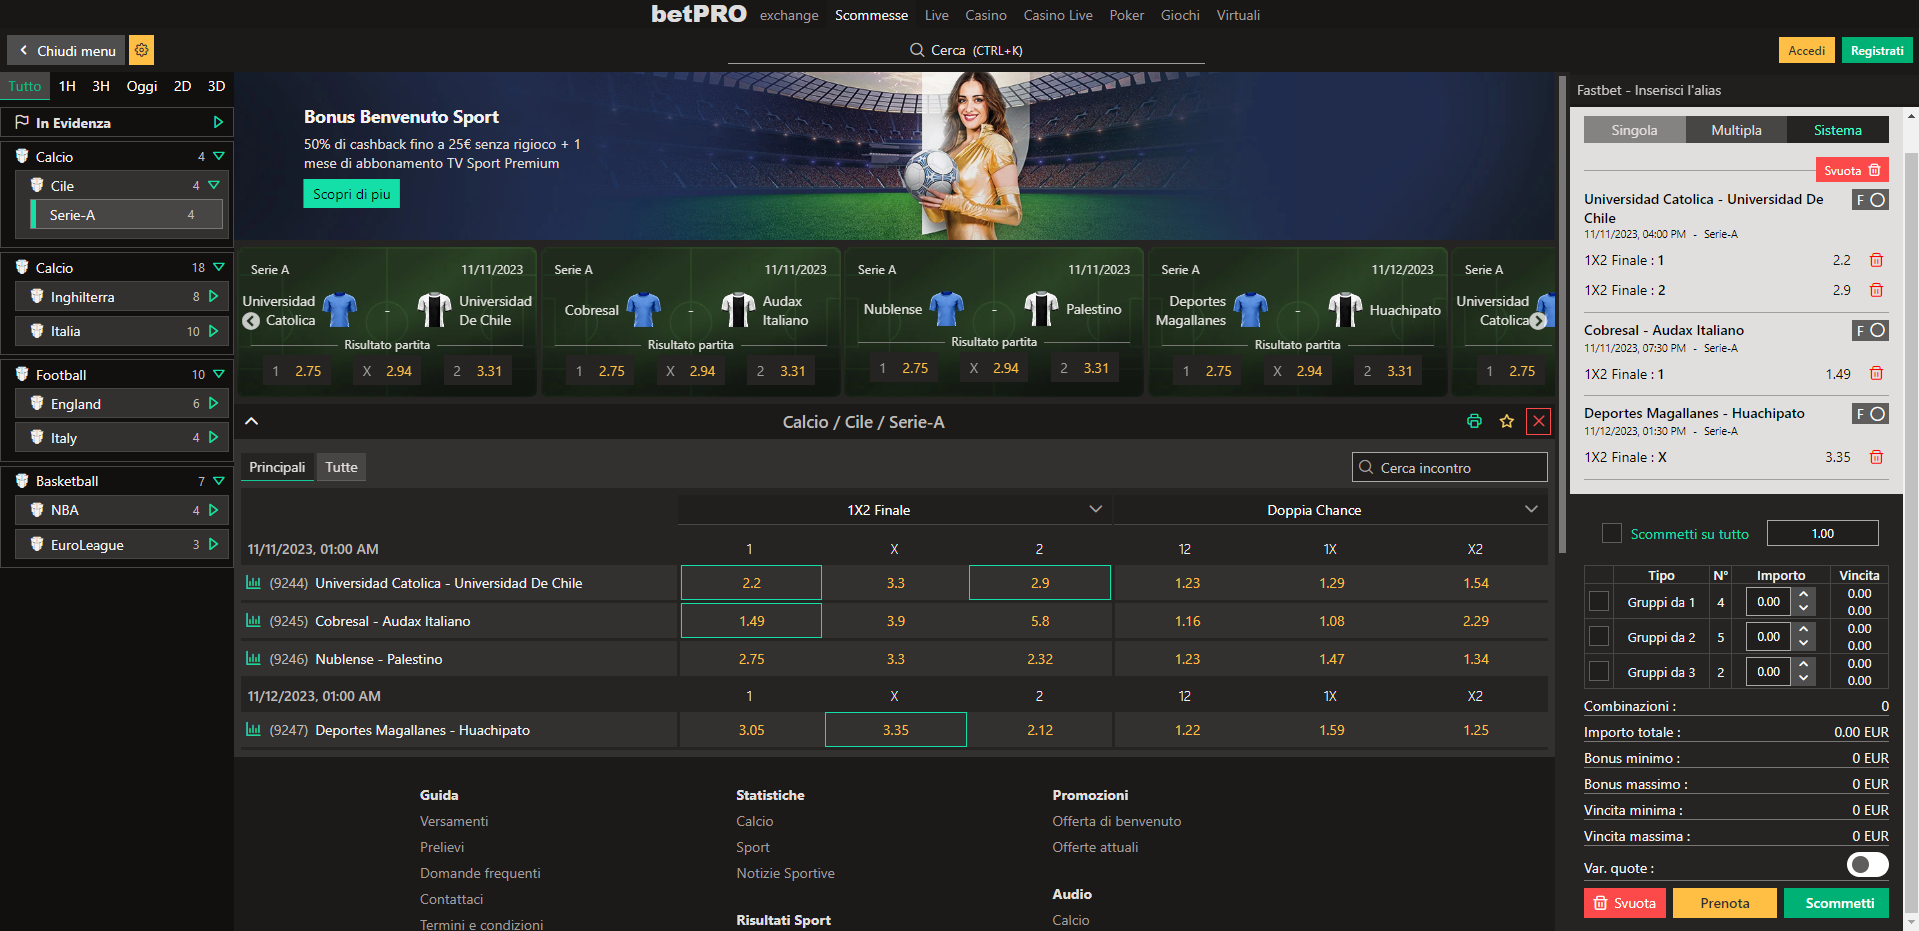 betPRO exchange Scommesse Live Casino Casino Live Poker Giochi Virtuali
Chiudi menu
Cerca (CTRL+K)
Accedi Registrati
Tutto 1H 3H Oggi 2D 3D
In Evidenza
Calcio 4
Cile 4
Serie-A 4
Calcio 18
Inghilterra 8
Italia 10
Football 10
England 6
Italy 4
Basketball 7
NBA 4
EuroLeague 3
Bonus Benvenuto Sport
50% di cashback fino a 25€ senza rigioco + 1
mese di abbonamento TV Sport Premium
Scopri di piu
Serie A 11/11/2023
Universidad Catolica - Universidad De Chile
Risultato partita
1 2.75 X 2.94 2 3.31
Serie A 11/11/2023
Cobresal - Audax Italiano
Risultato partita
1 2.75 X 2.94 2 3.31
Serie A 11/11/2023
Nublense - Palestino
Risultato partita
1 2.75 X 2.94 2 3.31
Serie A 11/12/2023
Deportes Magallanes - Huachipato
Risultato partita
1 2.75 X 2.94 2 3.31
Serie A
Universidad Catolica
1 2.75
Calcio / Cile / Serie-A
Principali Tutte
Cerca incontro
1X2 Finale Doppia Chance
11/11/2023, 01:00 AM 1 X 2 12 1X X2
(9244) Universidad Catolica - Universidad De Chile 2.2 3.3 2.9 1.23 1.29 1.54
(9245) Cobresal - Audax Italiano 1.49 3.9 5.8 1.16 1.08 2.29
(9246) Nublense - Palestino 2.75 3.3 2.32 1.23 1.47 1.34
11/12/2023, 01:00 AM 1 X 2 12 1X X2
(9247) Deportes Magallanes - Huachipato 3.05 3.35 2.12 1.22 1.59 1.25
Guida
Versamenti
Prelievi
Domande frequenti
Contattaci
Termini e condizioni
Statistiche
Calcio
Sport
Notizie Sportive
Risultati Sport
Promozioni
Offerta di benvenuto
Offerte attuali
Audio
Calcio
Fastbet - Inserisci l'alias
Singola Multipla Sistema
Svuota
Universidad Catolica - Universidad De F
Chile
11/11/2023, 04:00 PM - Serie-A
1X2 Finale : 1 2.2
1X2 Finale : 2 2.9
Cobresal - Audax Italiano F
11/11/2023, 07:30 PM - Serie-A
1X2 Finale : 1 1.49
Deportes Magallanes - Huachipato F
11/12/2023, 01:30 PM - Serie-A
1X2 Finale : X 3.35
Scommetti su tutto 1.00
Tipo N° Importo Vincita
Gruppi da 1 4 0.00 0.00 0.00
Gruppi da 2 5 0.00 0.00 0.00
Gruppi da 3 2 0.00 0.00 0.00
Combinazioni : 0
Importo totale : 0.00 EUR
Bonus minimo : 0 EUR
Bonus massimo : 0 EUR
Vincita minima : 0 EUR
Vincita massima : 0 EUR
Var. quote :
Svuota Prenota Scommetti